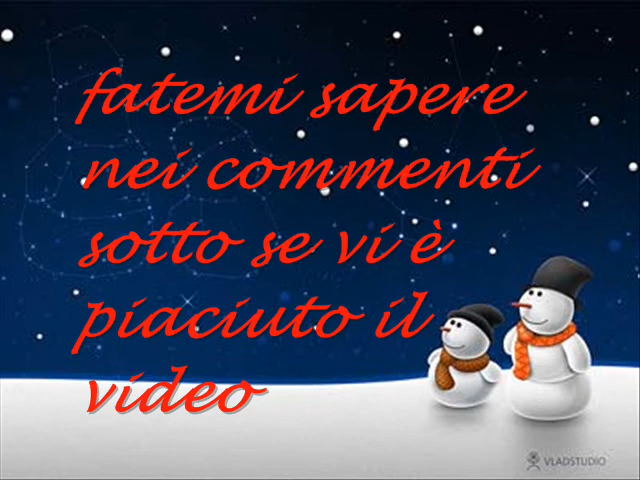 fatemi sapere
nei commenti
sotto se vi è
piaciuto il
video
VLADSTUDIO